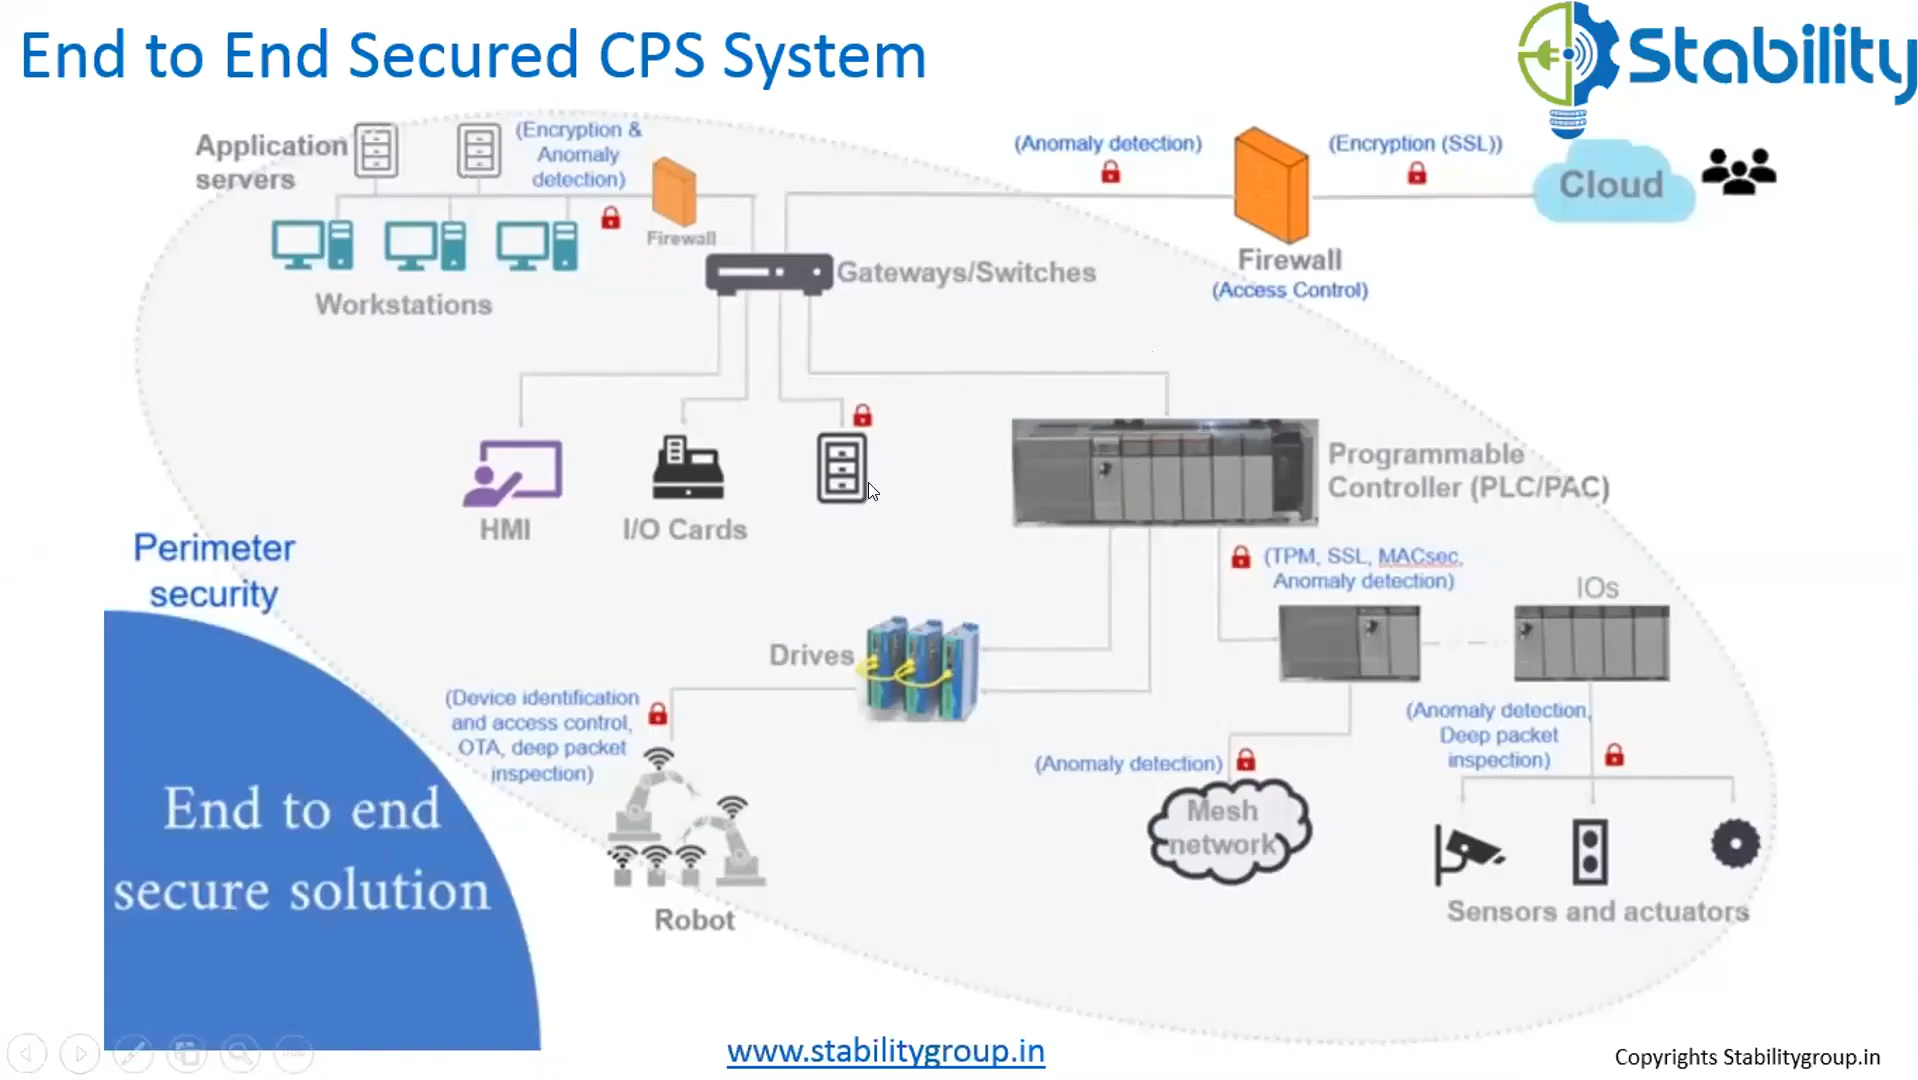 End to End Secured CPS System
Stability
Application
servers
(Encryption &
Anomaly
detection)
Firewall
Workstations
Gateways/Switches
(Anomaly detection)
(Encryption (SSL))
Cloud
Firewall
(Access Control)
HMI
I/O Cards
Programmable
Controller (PLC/PAC)
Perimeter
security
(TPM, SSL, MACsec,
Anomaly detection)
IOs
Drives
(Device identification
and access control,
OTA, deep packet
inspection)
(Anomaly detection)
(Anomaly detection,
Deep packet
inspection)
End to end
secure solution
Mesh
network
Robot
Sensors and actuators
www.stabilitygroup.in
Copyrights Stabilitygroup.in